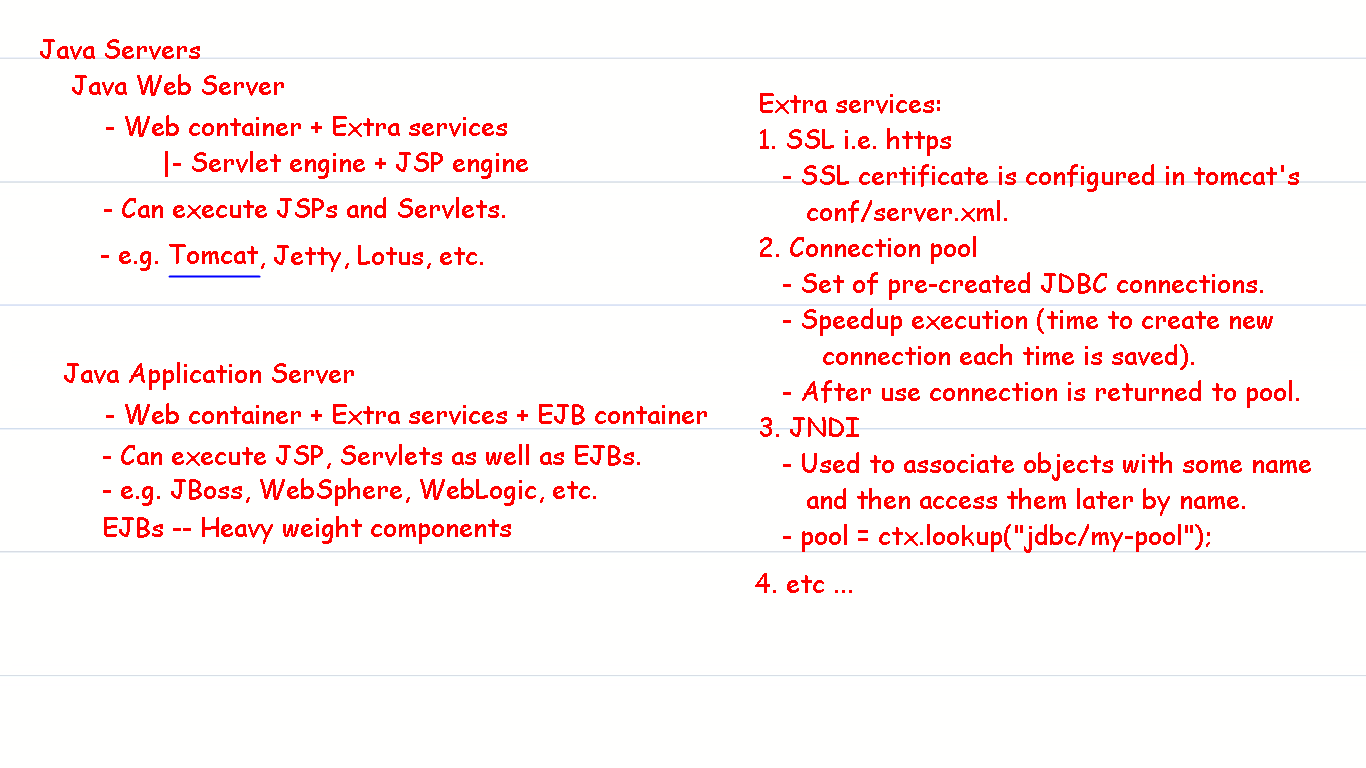 Java Servers
Java Web Server
- Web container + Extra services
|- Servlet engine + JSP engine
- Can execute JSPs and Servlets.
- e.g. Tomcat, Jetty, Lotus, etc.
Java Application Server
- Web container + Extra services + EJB container
- Can execute JSP, Servlets as well as EJBs.
- e.g. JBoss, WebSphere, WebLogic, etc.
EJBs -- Heavy weight components
Extra services:
1. SSL i.e. https
- SSL certificate is configured in tomcat's
conf/server.xml.
2. Connection pool
- Set of pre-created JDBC connections.
- Speedup execution (time to create new
connection each time is saved).
- After use connection is returned to pool.
3. JNDI
- Used to associate objects with some name
and then access them later by name.
- pool = ctx.lookup("jdbc/my-pool");
4. etc ...